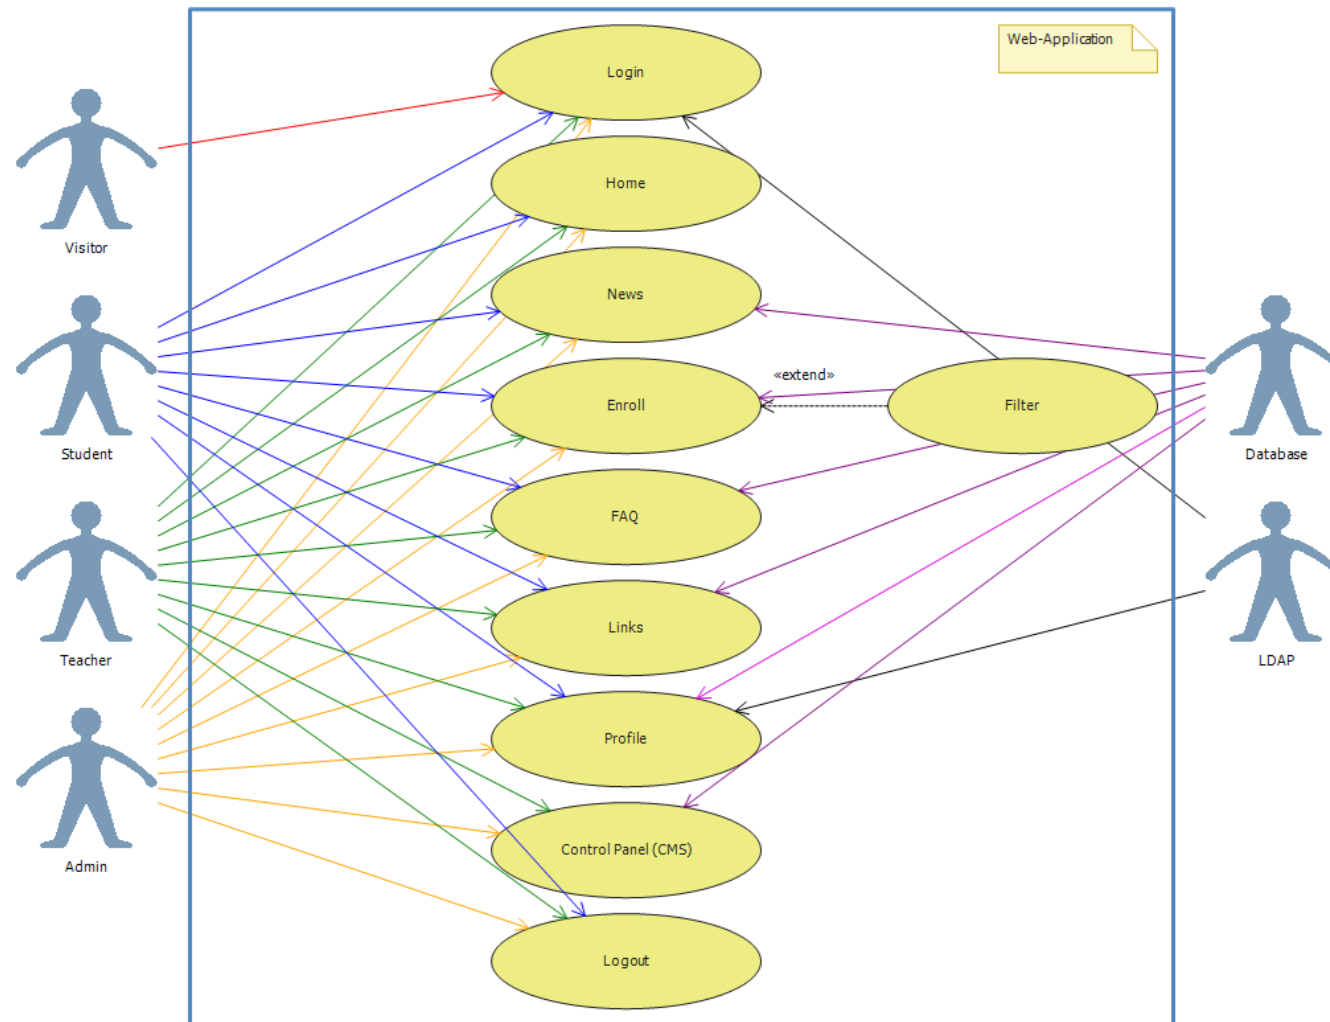 Web-Application
Login
Home
Visitor
News
Student
«extend»
Enroll
Filter
Database
FAQ
Teacher
Links
LDAP
Profile
Admin
Control Panel (CMS)
Logout